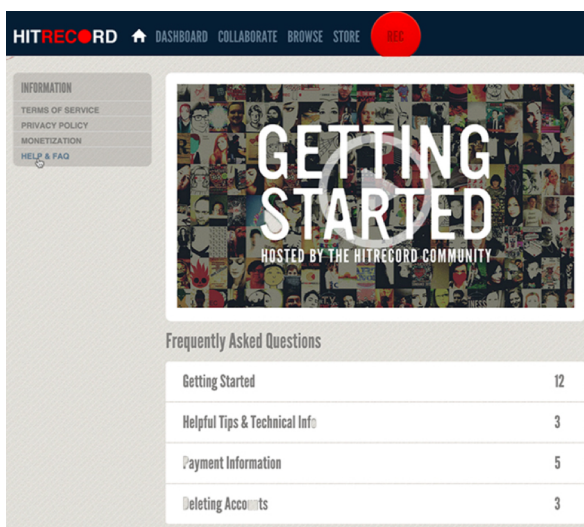 HITRECORD DASHBOARD COLLABORATE BROWSE STORE REC
INFORMATION
TERMS OF SERVICE
PRIVACY POLICY
MONETIZATION
HELP & FAQ
GETTING
STARTED
HOSTED BY THE HITRECORD COMMUNITY
Frequently Asked Questions
Getting Started 12
Helpful Tips & Technical Info 3
Payment Information 5
Deleting Accounts 3